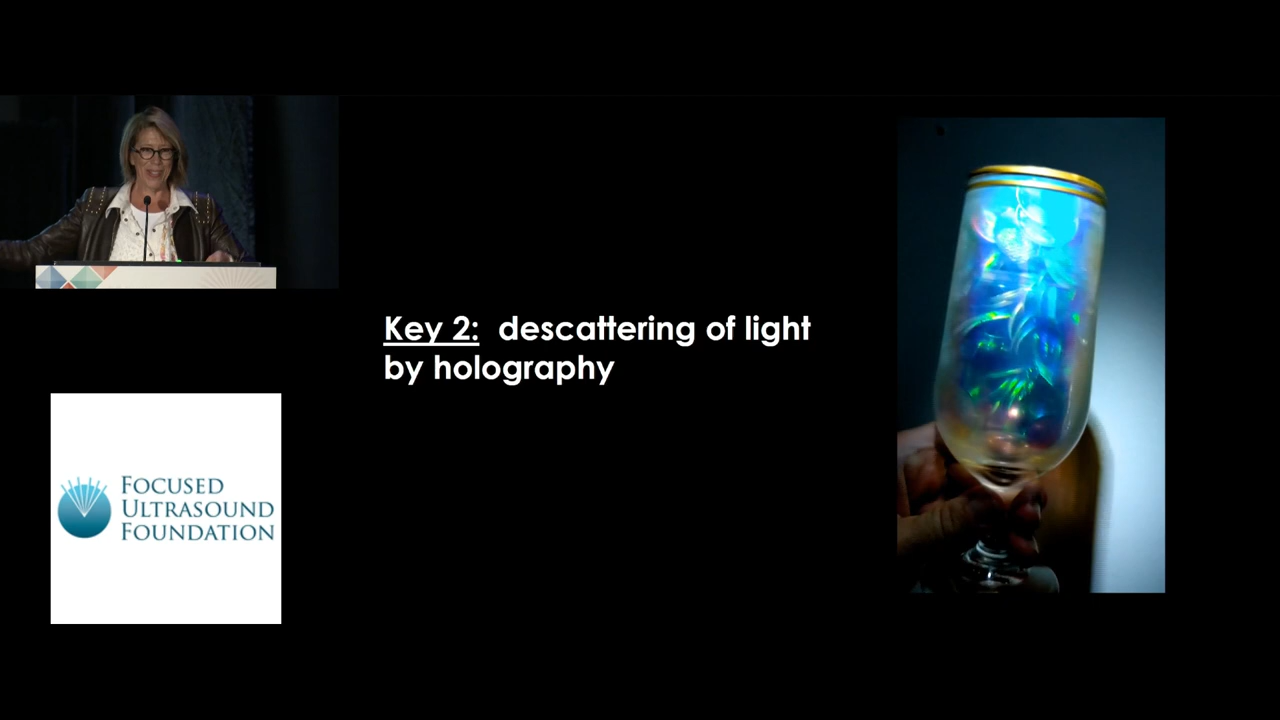 Key 2: descattering of light
by holography
FOCUSED
ULTRASOUND
FOUNDATION